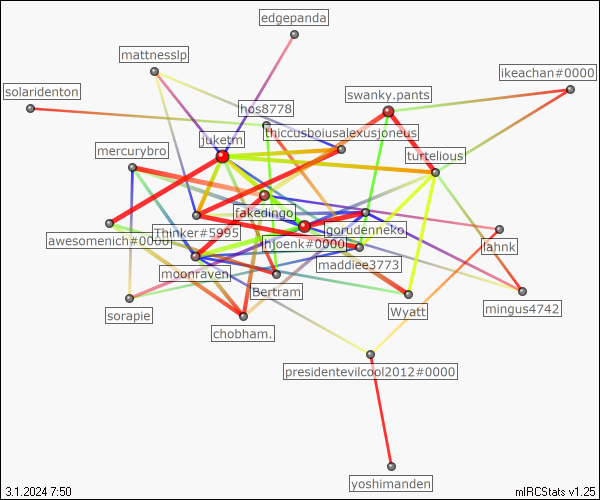 edgepanda
mattnesslp
ikeachan#0000
solaridenton
swanky.pants
hos8778
thiccusboiusalexusjoneus
juketm
mercurybro
turtelious
fakedingo
gorudenneko
Thinker#5995
awesomenich#0000
lhjoenk#0000
lahnk
maddiee3773
moonraven
Bertram
sorapie
Wyatt
mingus4742
chobham.
presidentevilcool2012#0000
yoshimanden
3.1.2024 7:50
mIRCStats v1.25